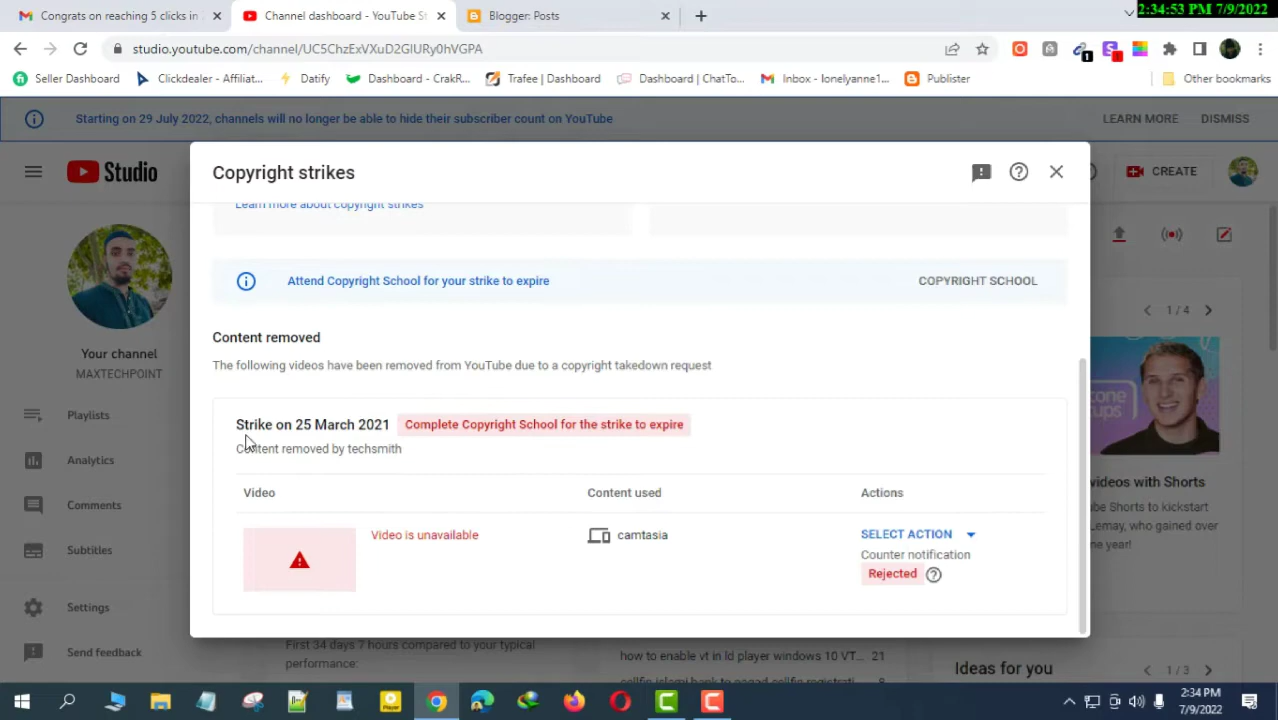 Congrats on reaching 5 clicks in
Channel dashboard - YouTube St
Blogger: Posts
2:34:53 PM 7/9/2022
studio.youtube.com/channel/UC5ChzExVXuD2GlURy0hVGPA
1
Seller Dashboard
Clickdealer - Affiliat...
Datify
Dashboard - CrakR...
Trafee | Dashboard
Dashboard | ChatTo...
Inbox - lonelyanne1...
Publister
Other bookmarks
Starting on 29 July 2022, channels will no longer be able to hide their subscriber count on YouTube
LEARN MORE
DISMISS
Studio
Copyright strikes
CREATE
Learn more about copyright strikes
Attend Copyright School for your strike to expire
COPYRIGHT SCHOOL
1 / 4
Content removed
Your channel
MAXTECHPOINT
The following videos have been removed from YouTube due to a copyright takedown request
Playlists
Strike on 25 March 2021
Complete Copyright School for the strike to expire
Content removed by techsmith
Analytics
Video
Content used
Actions
videos with Shorts
Comments
be Shorts to kickstart
Lemay, who gained over
ne year!
Video is unavailable
camtasia
SELECT ACTION
Counter notification
Rejected
Subtitles
Settings
Send feedback
First 34 days 7 hours compared to your typical
performance:
how to enable vt in ld player windows 10 VT...
21
Ideas for you
1 / 3
8
2:34 PM
7/9/2022